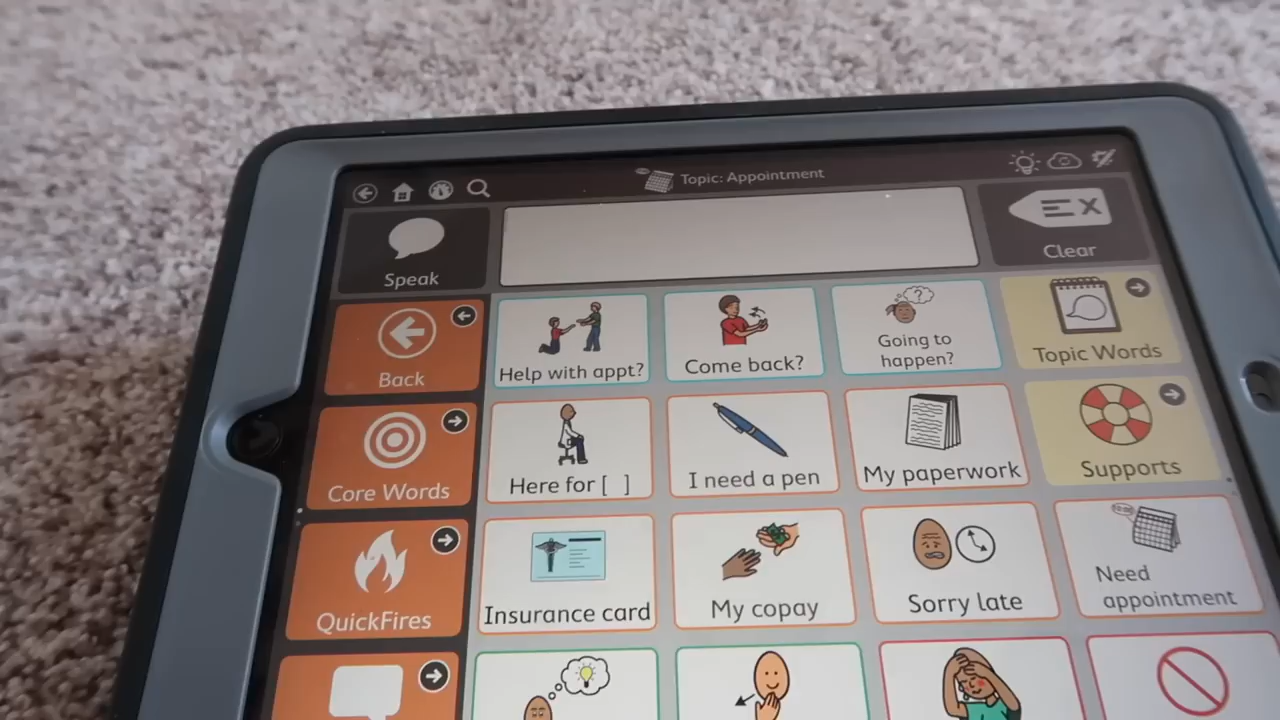 Topic: Appointment
Speak
Clear
Back
Help with appt?
Come back?
Going to
happen?
Topic Words
Core Words
Here for [ ]
I need a pen
My paperwork
Supports
QuickFires
Insurance card
My copay
Sorry late
Need
appointment